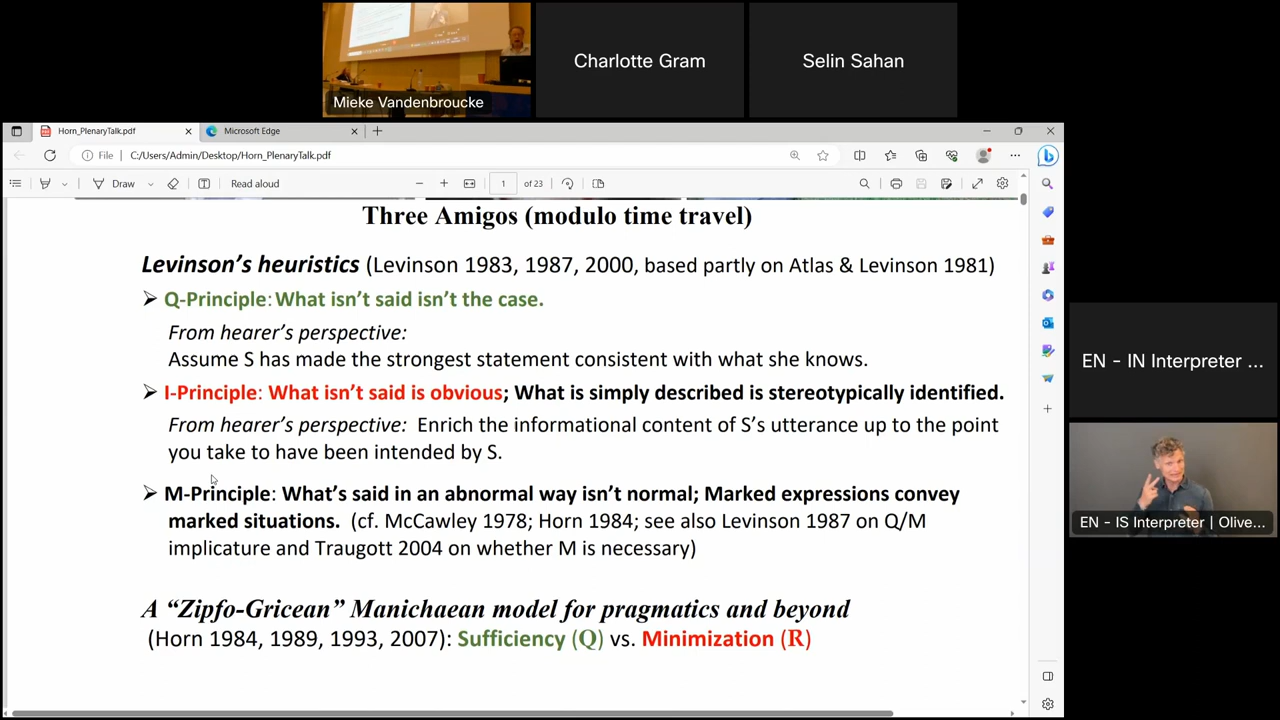 Mieke Vandenbroucke
Charlotte Gram
Selin Sahan
Horn_PlenaryTalk.pdf
Microsoft Edge
File
C:/Users/Admin/Desktop/Horn_PlenaryTalk.pdf
Draw
Read aloud
1
of 23
Three Amigos (modulo time travel)
Levinson’s heuristics (Levinson 1983, 1987, 2000, based partly on Atlas & Levinson 1981)
➢ Q-Principle: What isn’t said isn’t the case.
From hearer’s perspective:
Assume S has made the strongest statement consistent with what she knows.
➢ I-Principle: What isn’t said is obvious; What is simply described is stereotypically identified.
From hearer’s perspective: Enrich the informational content of S’s utterance up to the point
you take to have been intended by S.
➢ M-Principle: What’s said in an abnormal way isn’t normal; Marked expressions convey
marked situations. (cf. McCawley 1978; Horn 1984; see also Levinson 1987 on Q/M
implicature and Traugott 2004 on whether M is necessary)
A “Zipfo-Gricean” Manichaean model for pragmatics and beyond
(Horn 1984, 1989, 1993, 2007): Sufficiency (Q) vs. Minimization (R)
EN - IN Interpreter ...
EN - IS Interpreter | Olive...